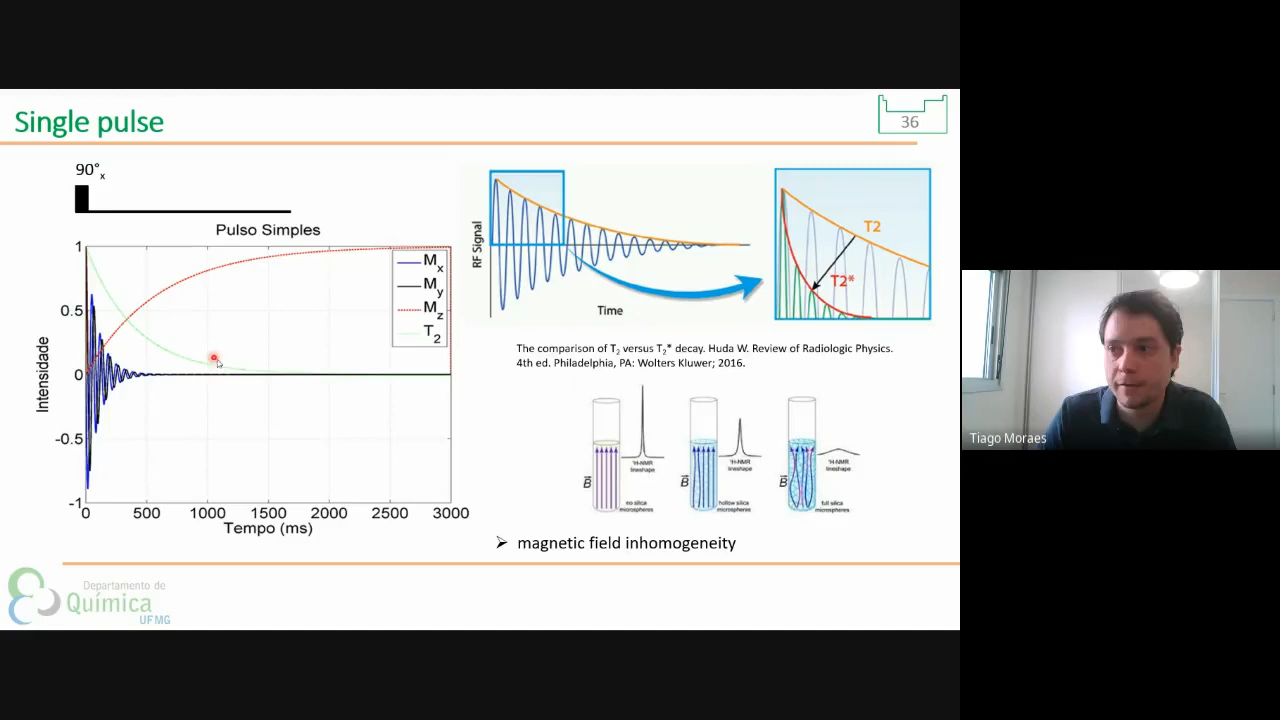 Single pulse
36
90°x
Pulso Simples
1
0.5
0
-0.5
-1
Intensidade
0
500
1000
1500
2000
2500
3000
Tempo (ms)
Mx
My
Mz
T2
RF Signal
Time
T2
T2*
The comparison of T2 versus T2* decay. Huda W. Review of Radiologic Physics.
4th ed. Philadelphia, PA: Wolters Kluwer; 2016.
B
¹H-NMR
lineshape
no silica
microspheres
B
¹H-NMR
lineshape
hollow silica
microspheres
B
¹H-NMR
lineshape
full silica
microspheres
➢ magnetic field inhomogeneity
Departamento de
Química
UFMG
Tiago Moraes